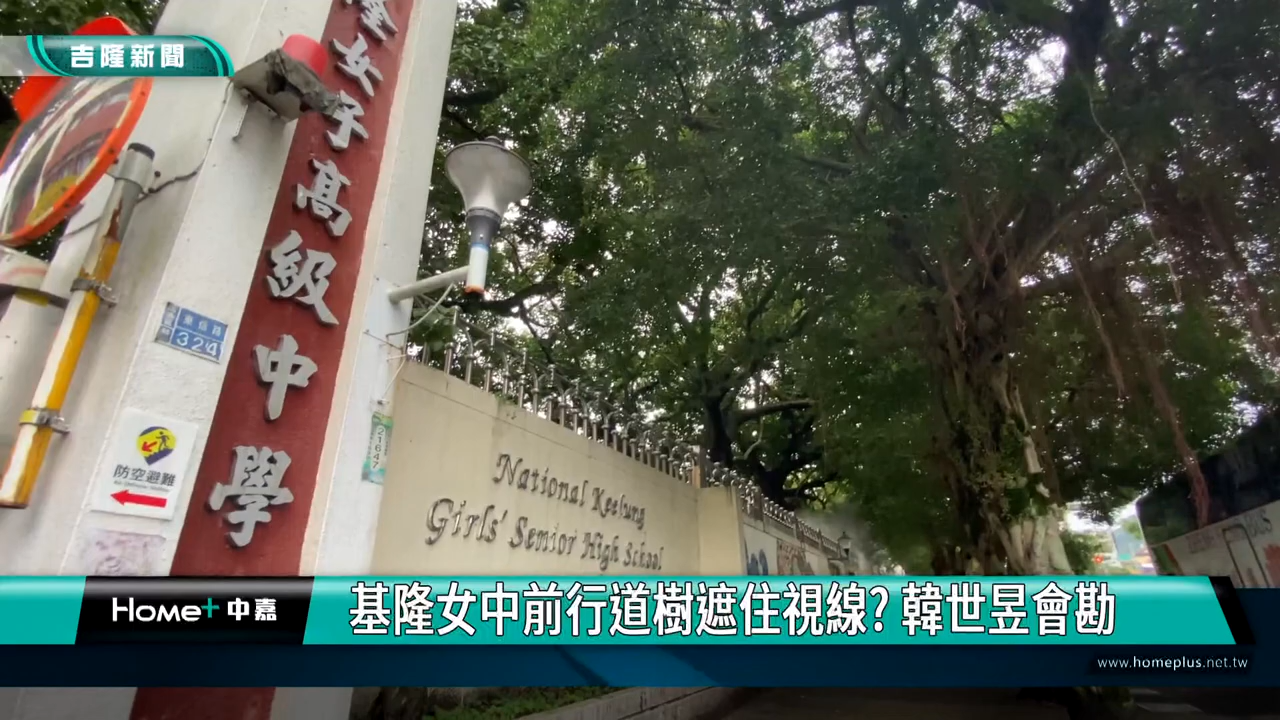 吉隆新聞
隆女子高級中學
東信路
324
防空避難
21647
National Keelung
Girls' Senior High School
Home+中嘉
基隆女中前行道樹遮住視線? 韓世昱會勘
www.homeplus.net.tw